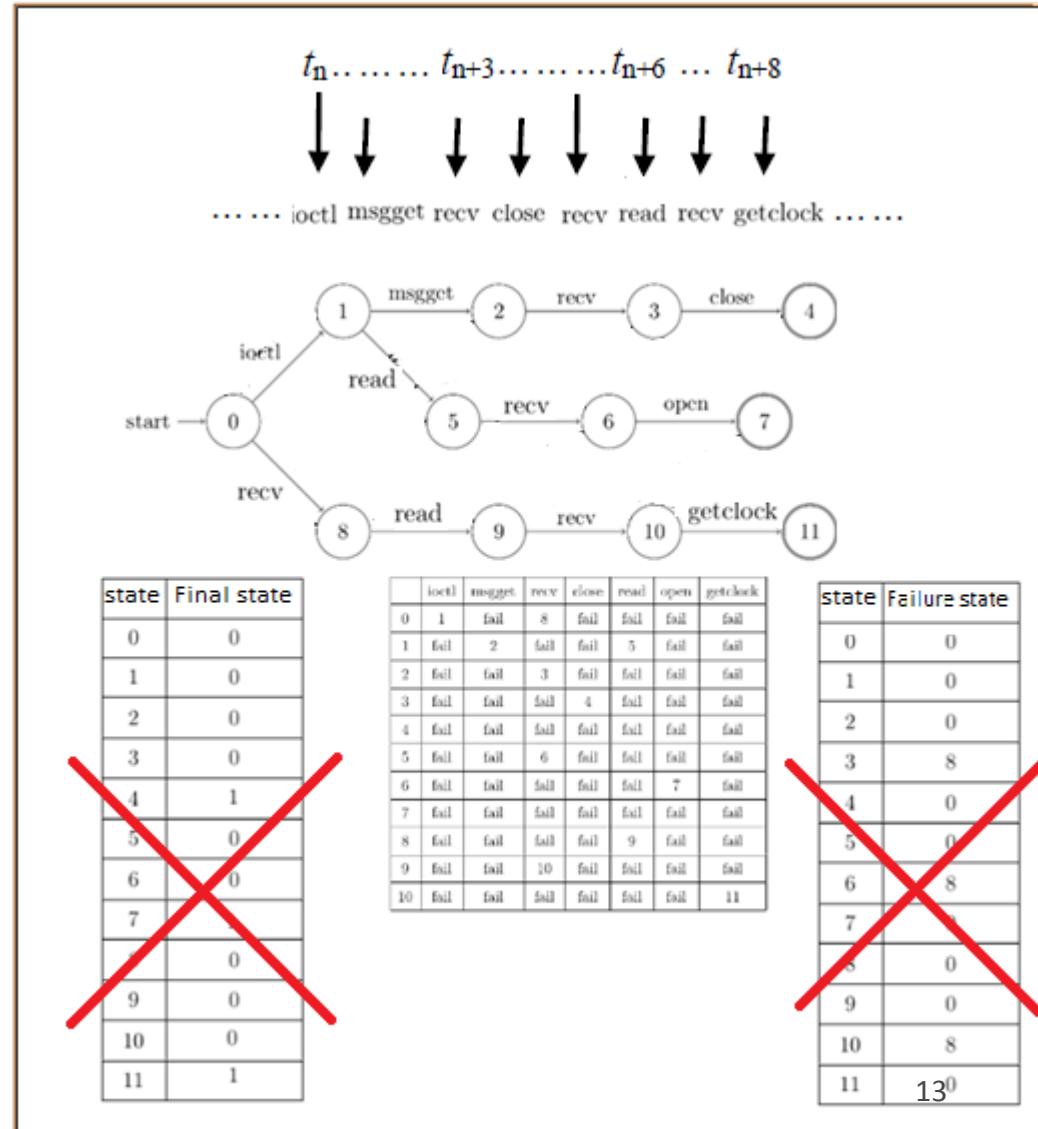 tn........ tn+3.........tn+6 ... tn+8
...... ioctl msgget recv close recv read recv getclock ......
1 msgget 2 recv 3 close 4
ioctl
read
start 0 5 recv 6 open 7
recv
8 read 9 recv 10 getclock 11
state Final state
0 0
1 0
2 0
3 0
4 1
5 0
6 0
7
0
9 0
10 0
11 1
ioctl msgget recv close read open getclock
0 1 fail 8 fail fail fail fail
1 fail 2 fail fail 5 fail fail
2 fail fail 3 fail fail fail fail
3 fail fail fail 4 fail fail fail
4 fail fail fail fail fail fail fail
5 fail fail 6 fail fail fail fail
6 fail fail fail fail fail 7 fail
7 fail fail fail fail fail fail fail
8 fail fail fail fail 9 fail fail
9 fail fail 10 fail fail fail fail
10 fail fail fail fail fail fail 11
state Failure state
0 0
1 0
2 0
3 8
4 0
5 0
6 8
7
8 0
9 0
10 8
11 0
13